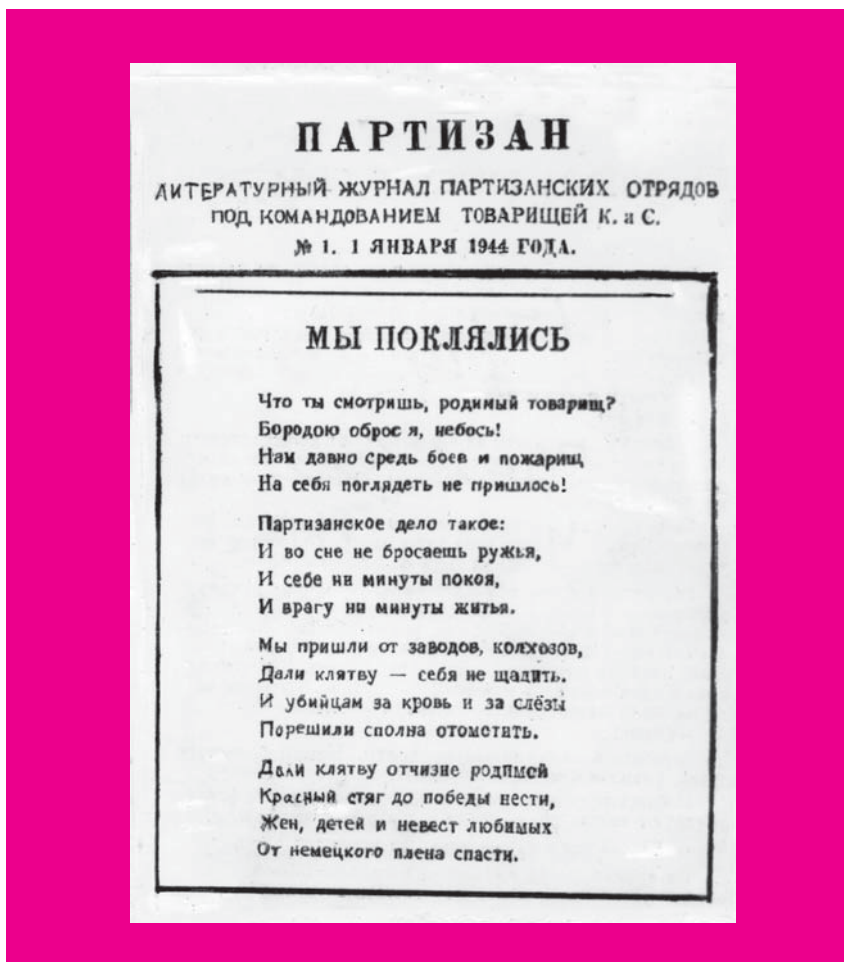 ПАРТИЗАН
ЛИТЕРАТУРНЫЙ ЖУРНАЛ ПАРТИЗАНСКИХ ОТРЯДОВ
ПОД КОМАНДОВАНИЕМ ТОВАРИЩЕЙ К. и С.
№ 1. 1 ЯНВАРЯ 1944 ГОДА.
МЫ ПОКЛЯЛИСЬ
Что ты смотришь, родимый товарищ?
Бородою оброс я, небось!
Нам давно средь боев и пожарищ
На себя поглядеть не пришлось!
Партизанское дело такое:
И во сне не бросаешь ружья,
И себе ни минуты покоя,
И врагу ни минуты житья.
Мы пришли от заводов, колхозов,
Дали клятву — себя не щадить.
И убийцам за кровь и за слёзы
Порешили сполна отомстить.
Дали клятву отчизне родимой
Красный стяг до победы нести,
Жен, детей и невест любимых
От немецкого плена спасти.